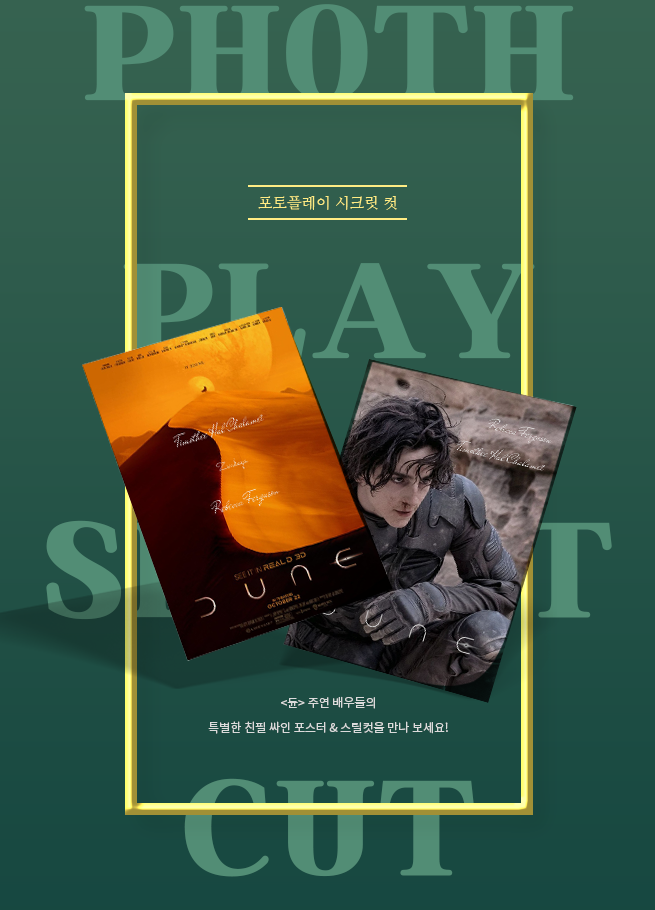 PHOTH
포토플레이 시크릿 컷
PLAY
Timothée Hal Chalamet
Zendaya
Rebecca Ferguson
SEE IT IN REAL D 3D
DUNE
OCTOBER 22
Rebecca Ferguson
Timothée Hal Chalamet
DUNE
<듄> 주연 배우들의
특별한 친필 싸인 포스터 & 스틸컷을 만나 보세요!
CUT